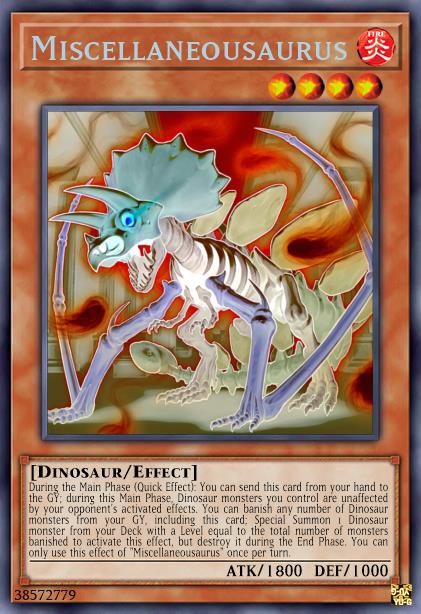 MISCELLANEOUSAURUS
FIRE
炎
[DINOSAUR/EFFECT]
During the Main Phase (Quick Effect): You can send this card from your hand to
the GY; during this Main Phase, Dinosaur monsters you control are unaffected
by your opponent's activated effects. You can banish any number of Dinosaur
monsters from your GY, including this card; Special Summon 1 Dinosaur
monster from your Deck with a Level equal to the total number of monsters
banished to activate this effect, but destroy it during the End Phase. You can
only use this effect of "Miscellaneousaurus" once per turn.
ATK/1800 DEF/1000
38572779